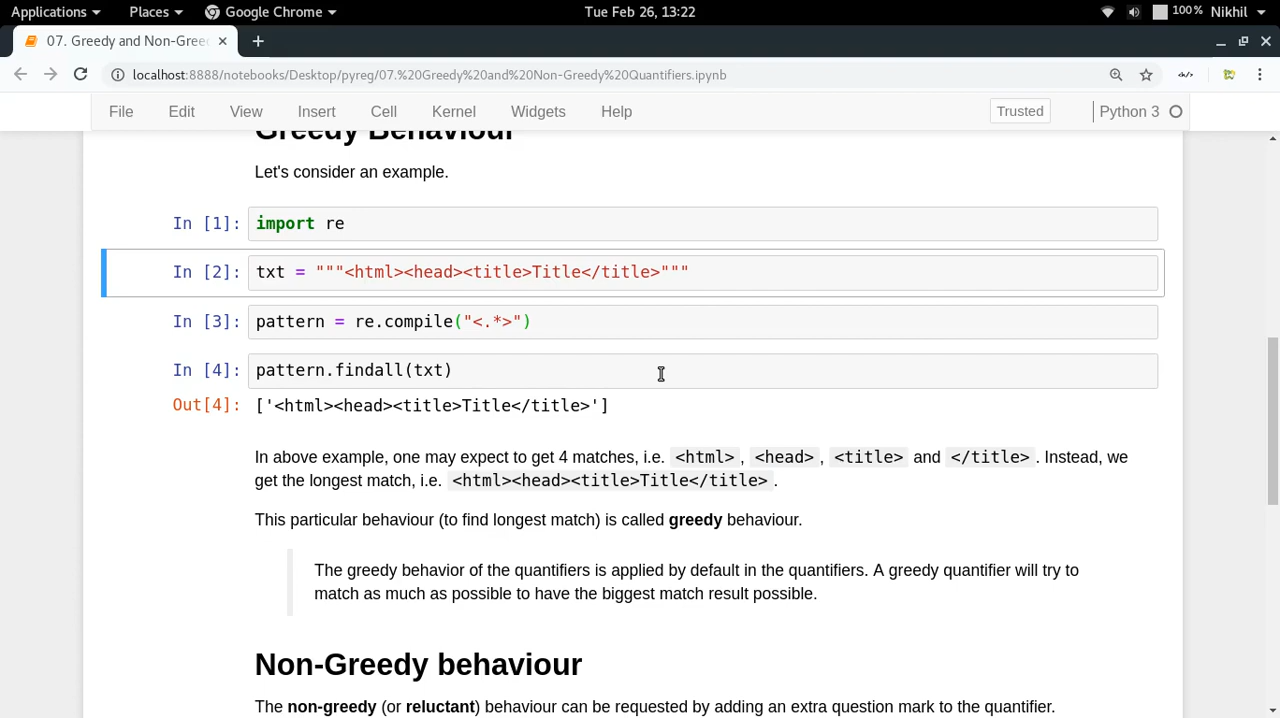 Applications Places Google Chrome Tue Feb 26, 13:22 100% Nikhil
07. Greedy and Non-Gree
localhost:8888/notebooks/Desktop/pyreg/07.%20Greedy%20and%20Non-Greedy%20Quantifiers.ipynb
File Edit View Insert Cell Kernel Widgets Help Trusted Python 3
Greedy Behaviour
Let's consider an example.
In [1]: import re
In [2]: txt = """<html><head><title>Title</title>"""
In [3]: pattern = re.compile("<.*>")
In [4]: pattern.findall(txt)
Out[4]: ['<html><head><title>Title</title>']
In above example, one may expect to get 4 matches, i.e. <html>, <head>, <title> and </title>. Instead, we
get the longest match, i.e. <html><head><title>Title</title>.
This particular behaviour (to find longest match) is called greedy behaviour.
The greedy behavior of the quantifiers is applied by default in the quantifiers. A greedy quantifier will try to
match as much as possible to have the biggest match result possible.
Non-Greedy behaviour
The non-greedy (or reluctant) behaviour can be requested by adding an extra question mark to the quantifier.